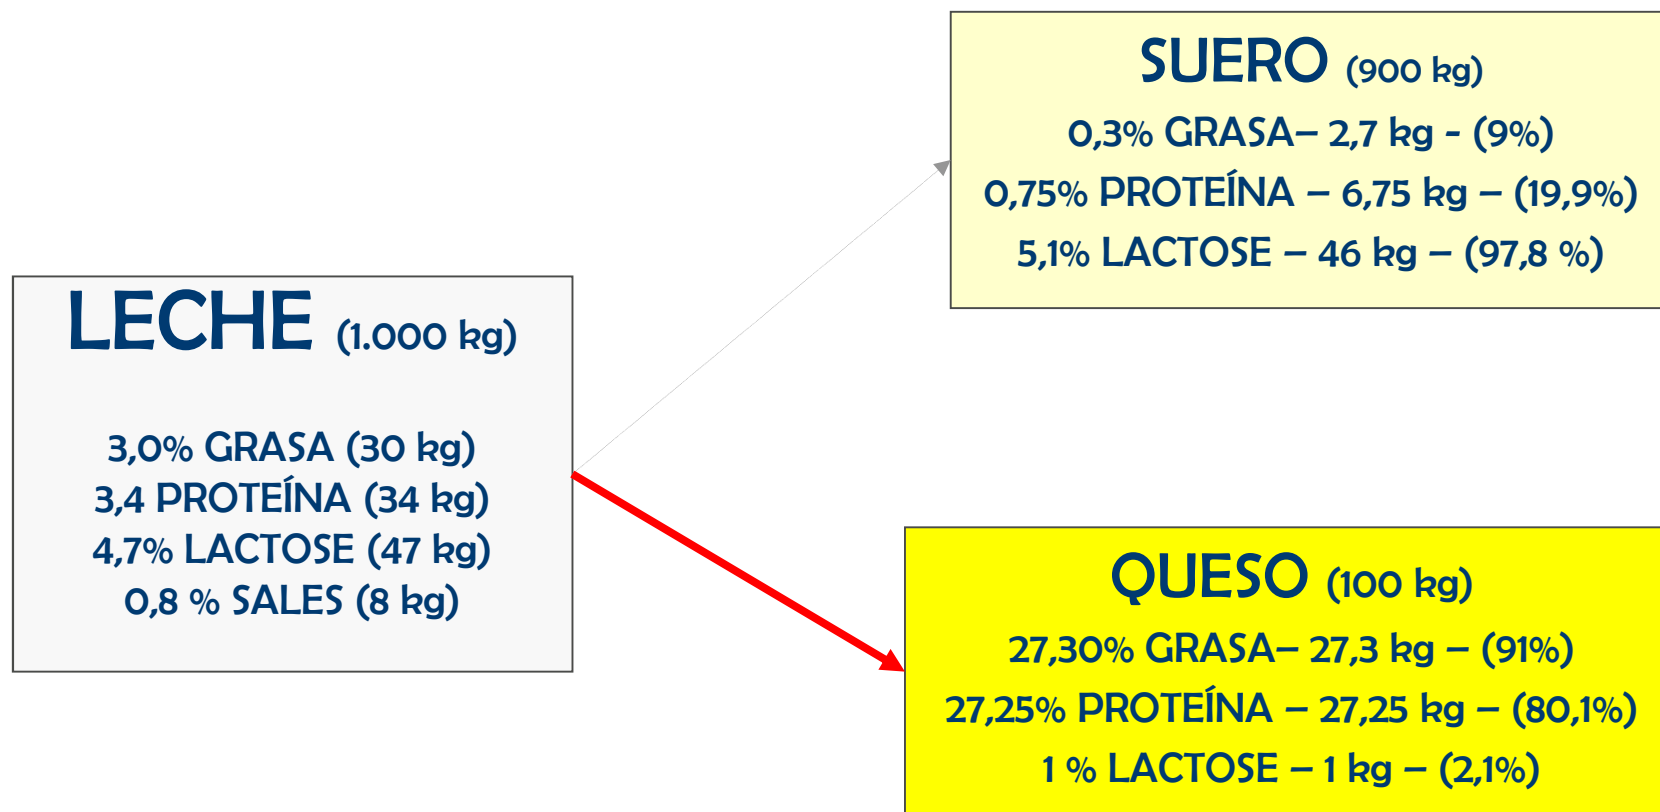 LECHE (1.000 kg)
3,0% GRASA (30 kg)
3,4 PROTEÍNA (34 kg)
4,7% LACTOSE (47 kg)
0,8 % SALES (8 kg)
SUERO (900 kg)
0,3% GRASA– 2,7 kg - (9%)
0,75% PROTEÍNA – 6,75 kg – (19,9%)
5,1% LACTOSE – 46 kg – (97,8 %)
QUESO (100 kg)
27,30% GRASA– 27,3 kg – (91%)
27,25% PROTEÍNA – 27,25 kg – (80,1%)
1 % LACTOSE – 1 kg – (2,1%)